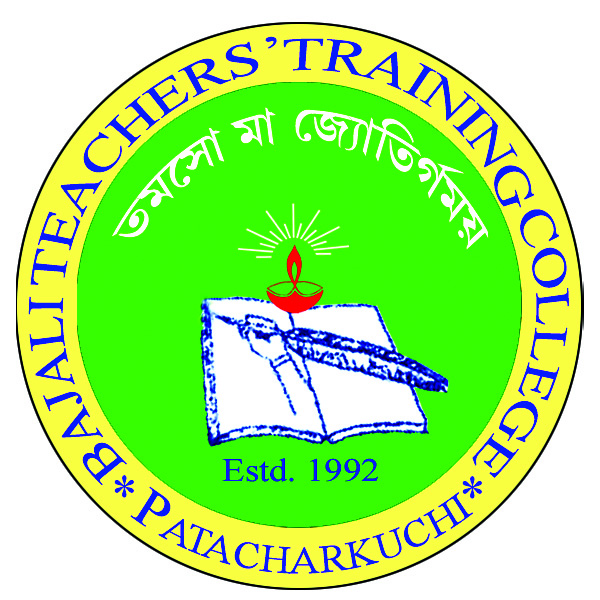 BAJALI TEACHERS' TRAINING COLLEGE
তমসো মা জ্যোতির্গময়
Estd. 1992
* PATACHARKUCHI *